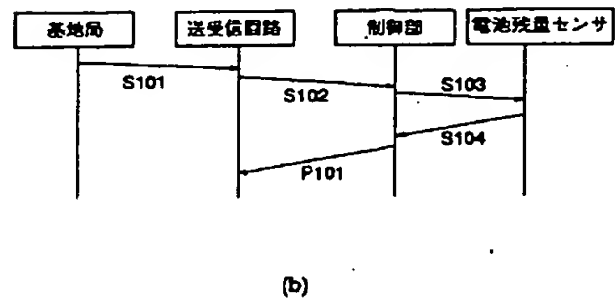 基地局 送受信回路 制御部 電池残量センサ
S101
S102
S103
S104
P101
(b)